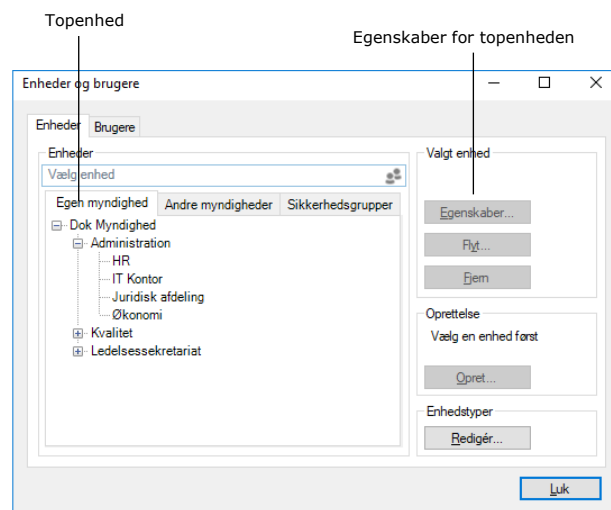 Topenhed
Egenskaber for topenheden
Enheder og brugere
Enheder Brugere
Enheder
Vælg enhed
Egen myndighed Andre myndigheder Sikkerhedsgrupper
Dok Myndighed
Administration
HR
IT Kontor
Juridisk afdeling
Økonomi
Kvalitet
Ledelsessekretariat
Valgt enhed
Egenskaber...
Flyt...
Fjern
Oprettelse
Vælg en enhed først
Opret...
Enhedstyper
Redigér...
Luk